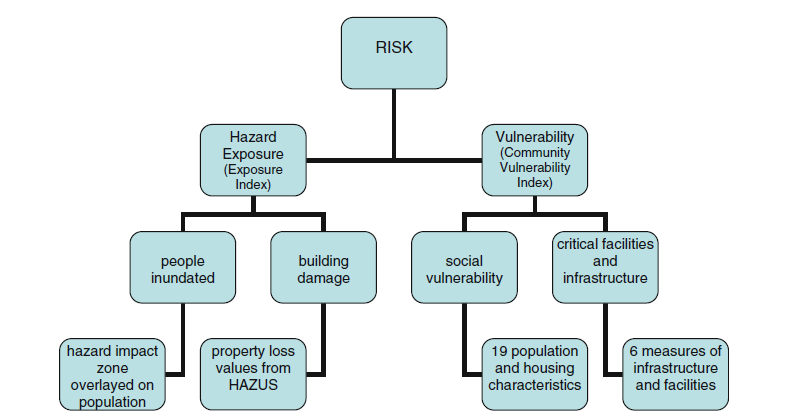 RISK
Hazard
Exposure
(Exposure
Index)
Vulnerability
(Community
Vulnerability
Index)
people
inundated
building
damage
social
vulnerability
critical facilities
and
infrastructure
hazard impact
zone
overlayed on
population
property loss
values from
HAZUS
19 population
and housing
characteristics
6 measures of
infrastructure
and facilities